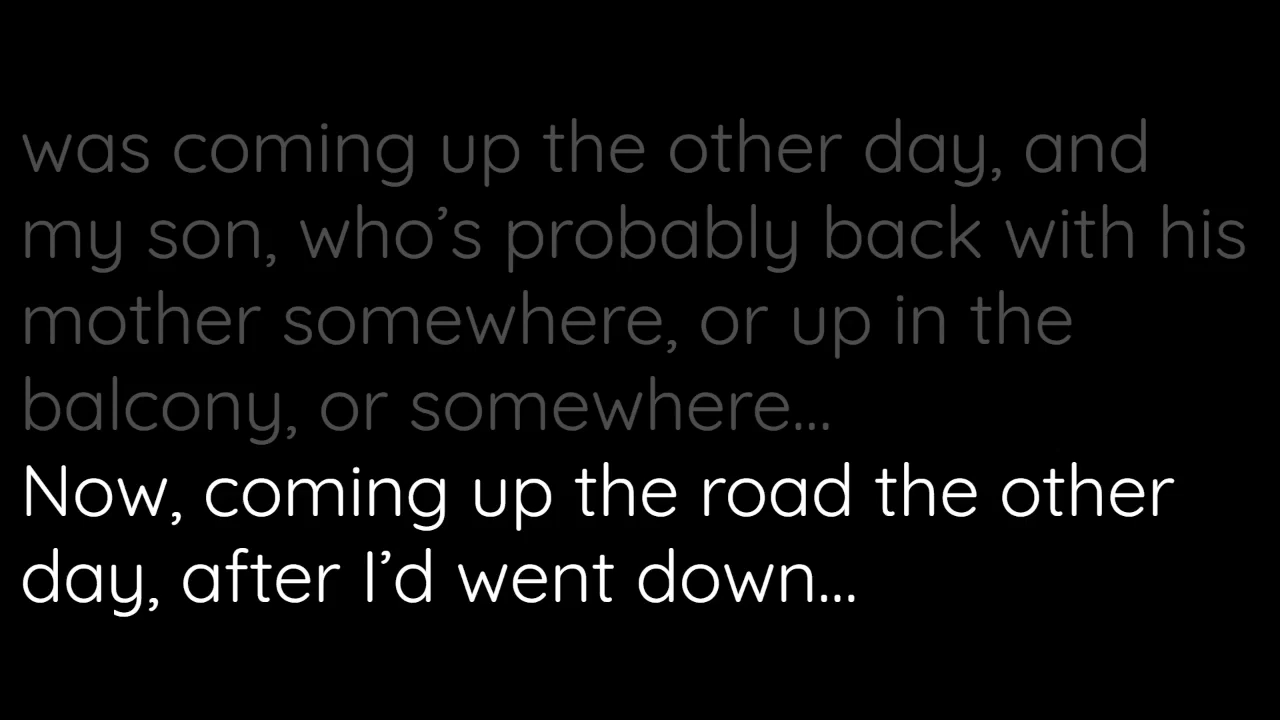 was coming up the other day, and
my son, who’s probably back with his
mother somewhere, or up in the
balcony, or somewhere...
Now, coming up the road the other
day, after I’d went down...